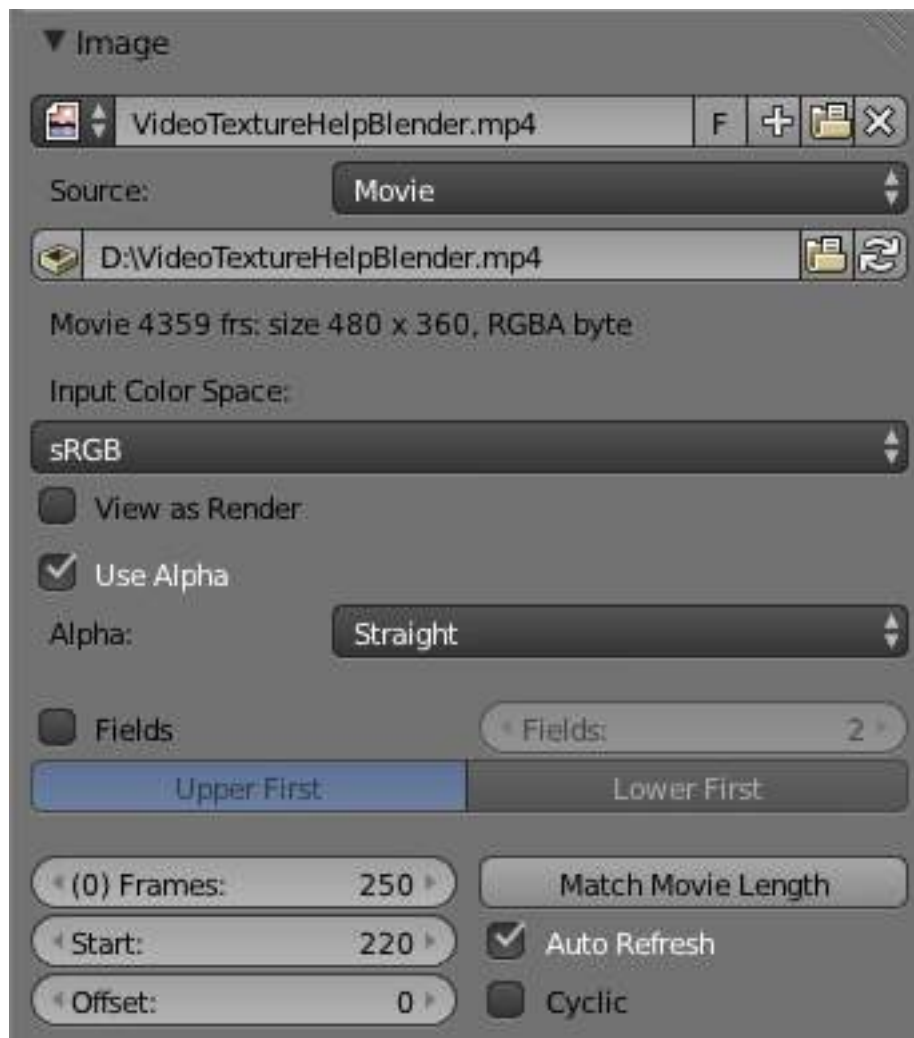 Image
VideoTextureHelpBlender.mp4 F
Source: Movie
D:\VideoTextureHelpBlender.mp4
Movie 4359 frs: size 480 x 360, RGBA byte
Input Color Space:
sRGB
View as Render
Use Alpha
Alpha: Straight
Fields Fields: 2
Upper First Lower First
(0) Frames: 250 Match Movie Length
Start: 220 Auto Refresh
Offset: 0 Cyclic